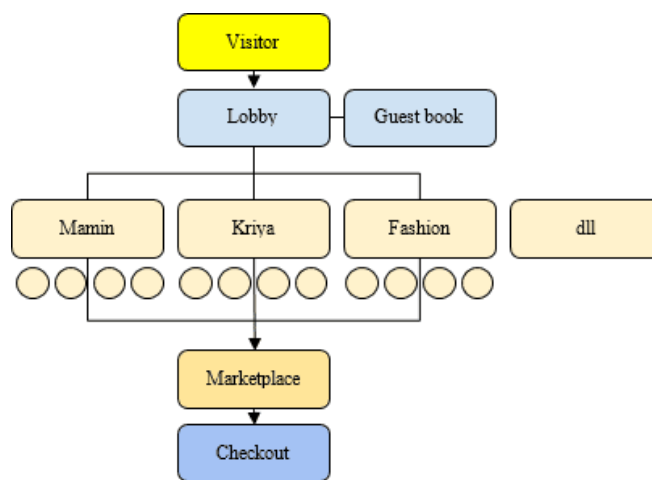 Visitor
Lobby
Guest book
Mamin
Kriya
Fashion
dll
Marketplace
Checkout